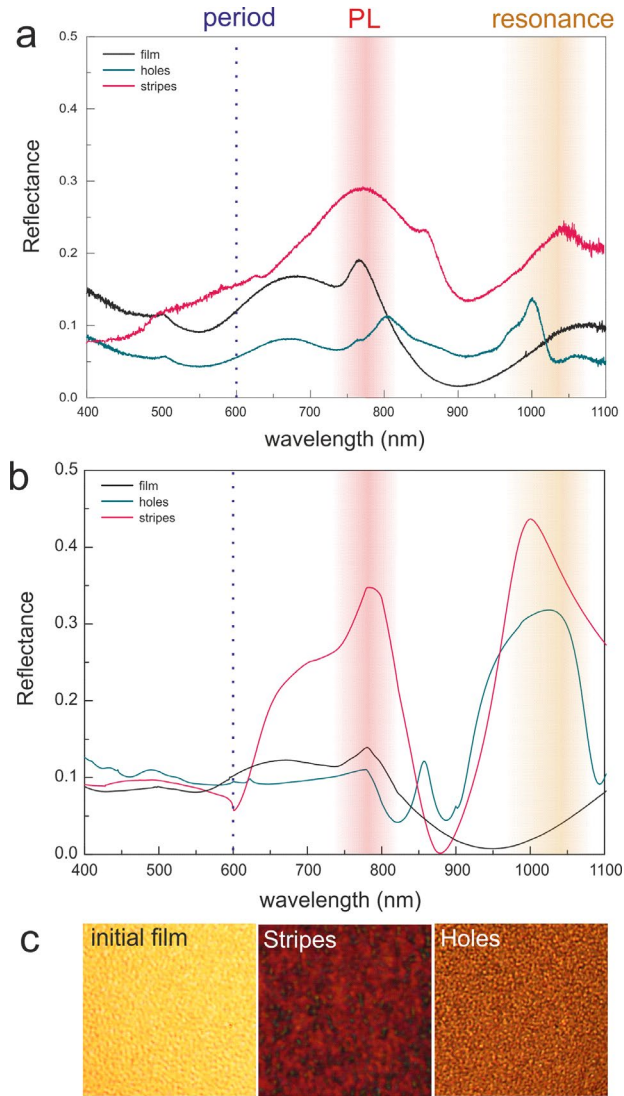 period PL resonance
a
0.5
film
holes
stripes
0.4
0.3
Reflectance
0.2
0.1
0.0
400 500 600 700 800 900 1000 1100
wavelength (nm)
b
0.5
film
holes
stripes
0.4
0.3
Reflectance
0.2
0.1
0.0
400 500 600 700 800 900 1000 1100
wavelength (nm)
c
initial film Stripes Holes